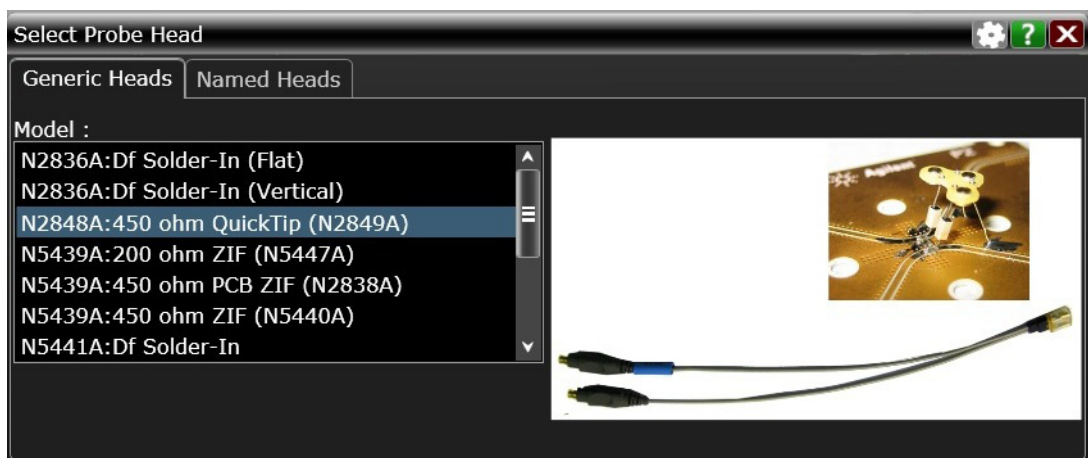 Select Probe Head
?
X
Generic Heads
Named Heads
Model :
N2836A:Df Solder-In (Flat)
N2836A:Df Solder-In (Vertical)
N2848A:450 ohm QuickTip (N2849A)
N5439A:200 ohm ZIF (N5447A)
N5439A:450 ohm PCB ZIF (N2838A)
N5439A:450 ohm ZIF (N5440A)
N5441A:Df Solder-In
Agilent